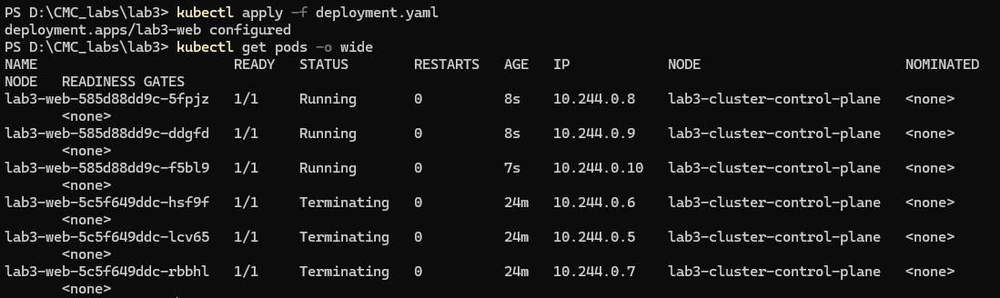 PS D:\CMC_labs\lab3> kubectl apply -f deployment.yaml
deployment.apps/lab3-web configured
PS D:\CMC_labs\lab3> kubectl get pods -o wide
NAME READY STATUS RESTARTS AGE IP NODE NOMINATED
NODE READINESS GATES
lab3-web-585d88dd9c-5fpjz 1/1 Running 0 8s 10.244.0.8 lab3-cluster-control-plane <none>
<none>
lab3-web-585d88dd9c-ddgfd 1/1 Running 0 8s 10.244.0.9 lab3-cluster-control-plane <none>
<none>
lab3-web-585d88dd9c-f5bl9 1/1 Running 0 7s 10.244.0.10 lab3-cluster-control-plane <none>
<none>
lab3-web-5c5f649ddc-hsf9f 1/1 Terminating 0 24m 10.244.0.6 lab3-cluster-control-plane <none>
<none>
lab3-web-5c5f649ddc-lcv65 1/1 Terminating 0 24m 10.244.0.5 lab3-cluster-control-plane <none>
<none>
lab3-web-5c5f649ddc-rbbhl 1/1 Terminating 0 24m 10.244.0.7 lab3-cluster-control-plane <none>
<none>